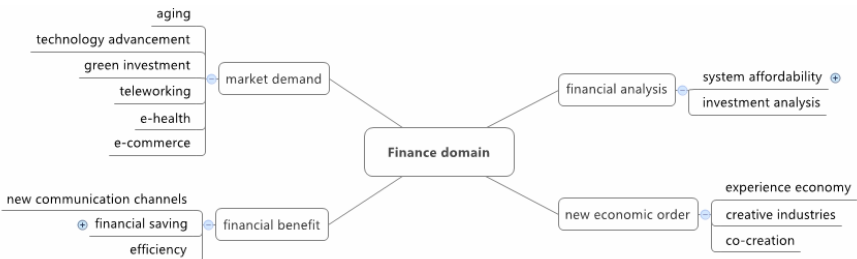 aging
technology advancement
green investment
teleworking
e-health
e-commerce
market demand
new communication channels
financial saving
efficiency
financial benefit
Finance domain
financial analysis
system affordability
investment analysis
new economic order
experience economy
creative industries
co-creation